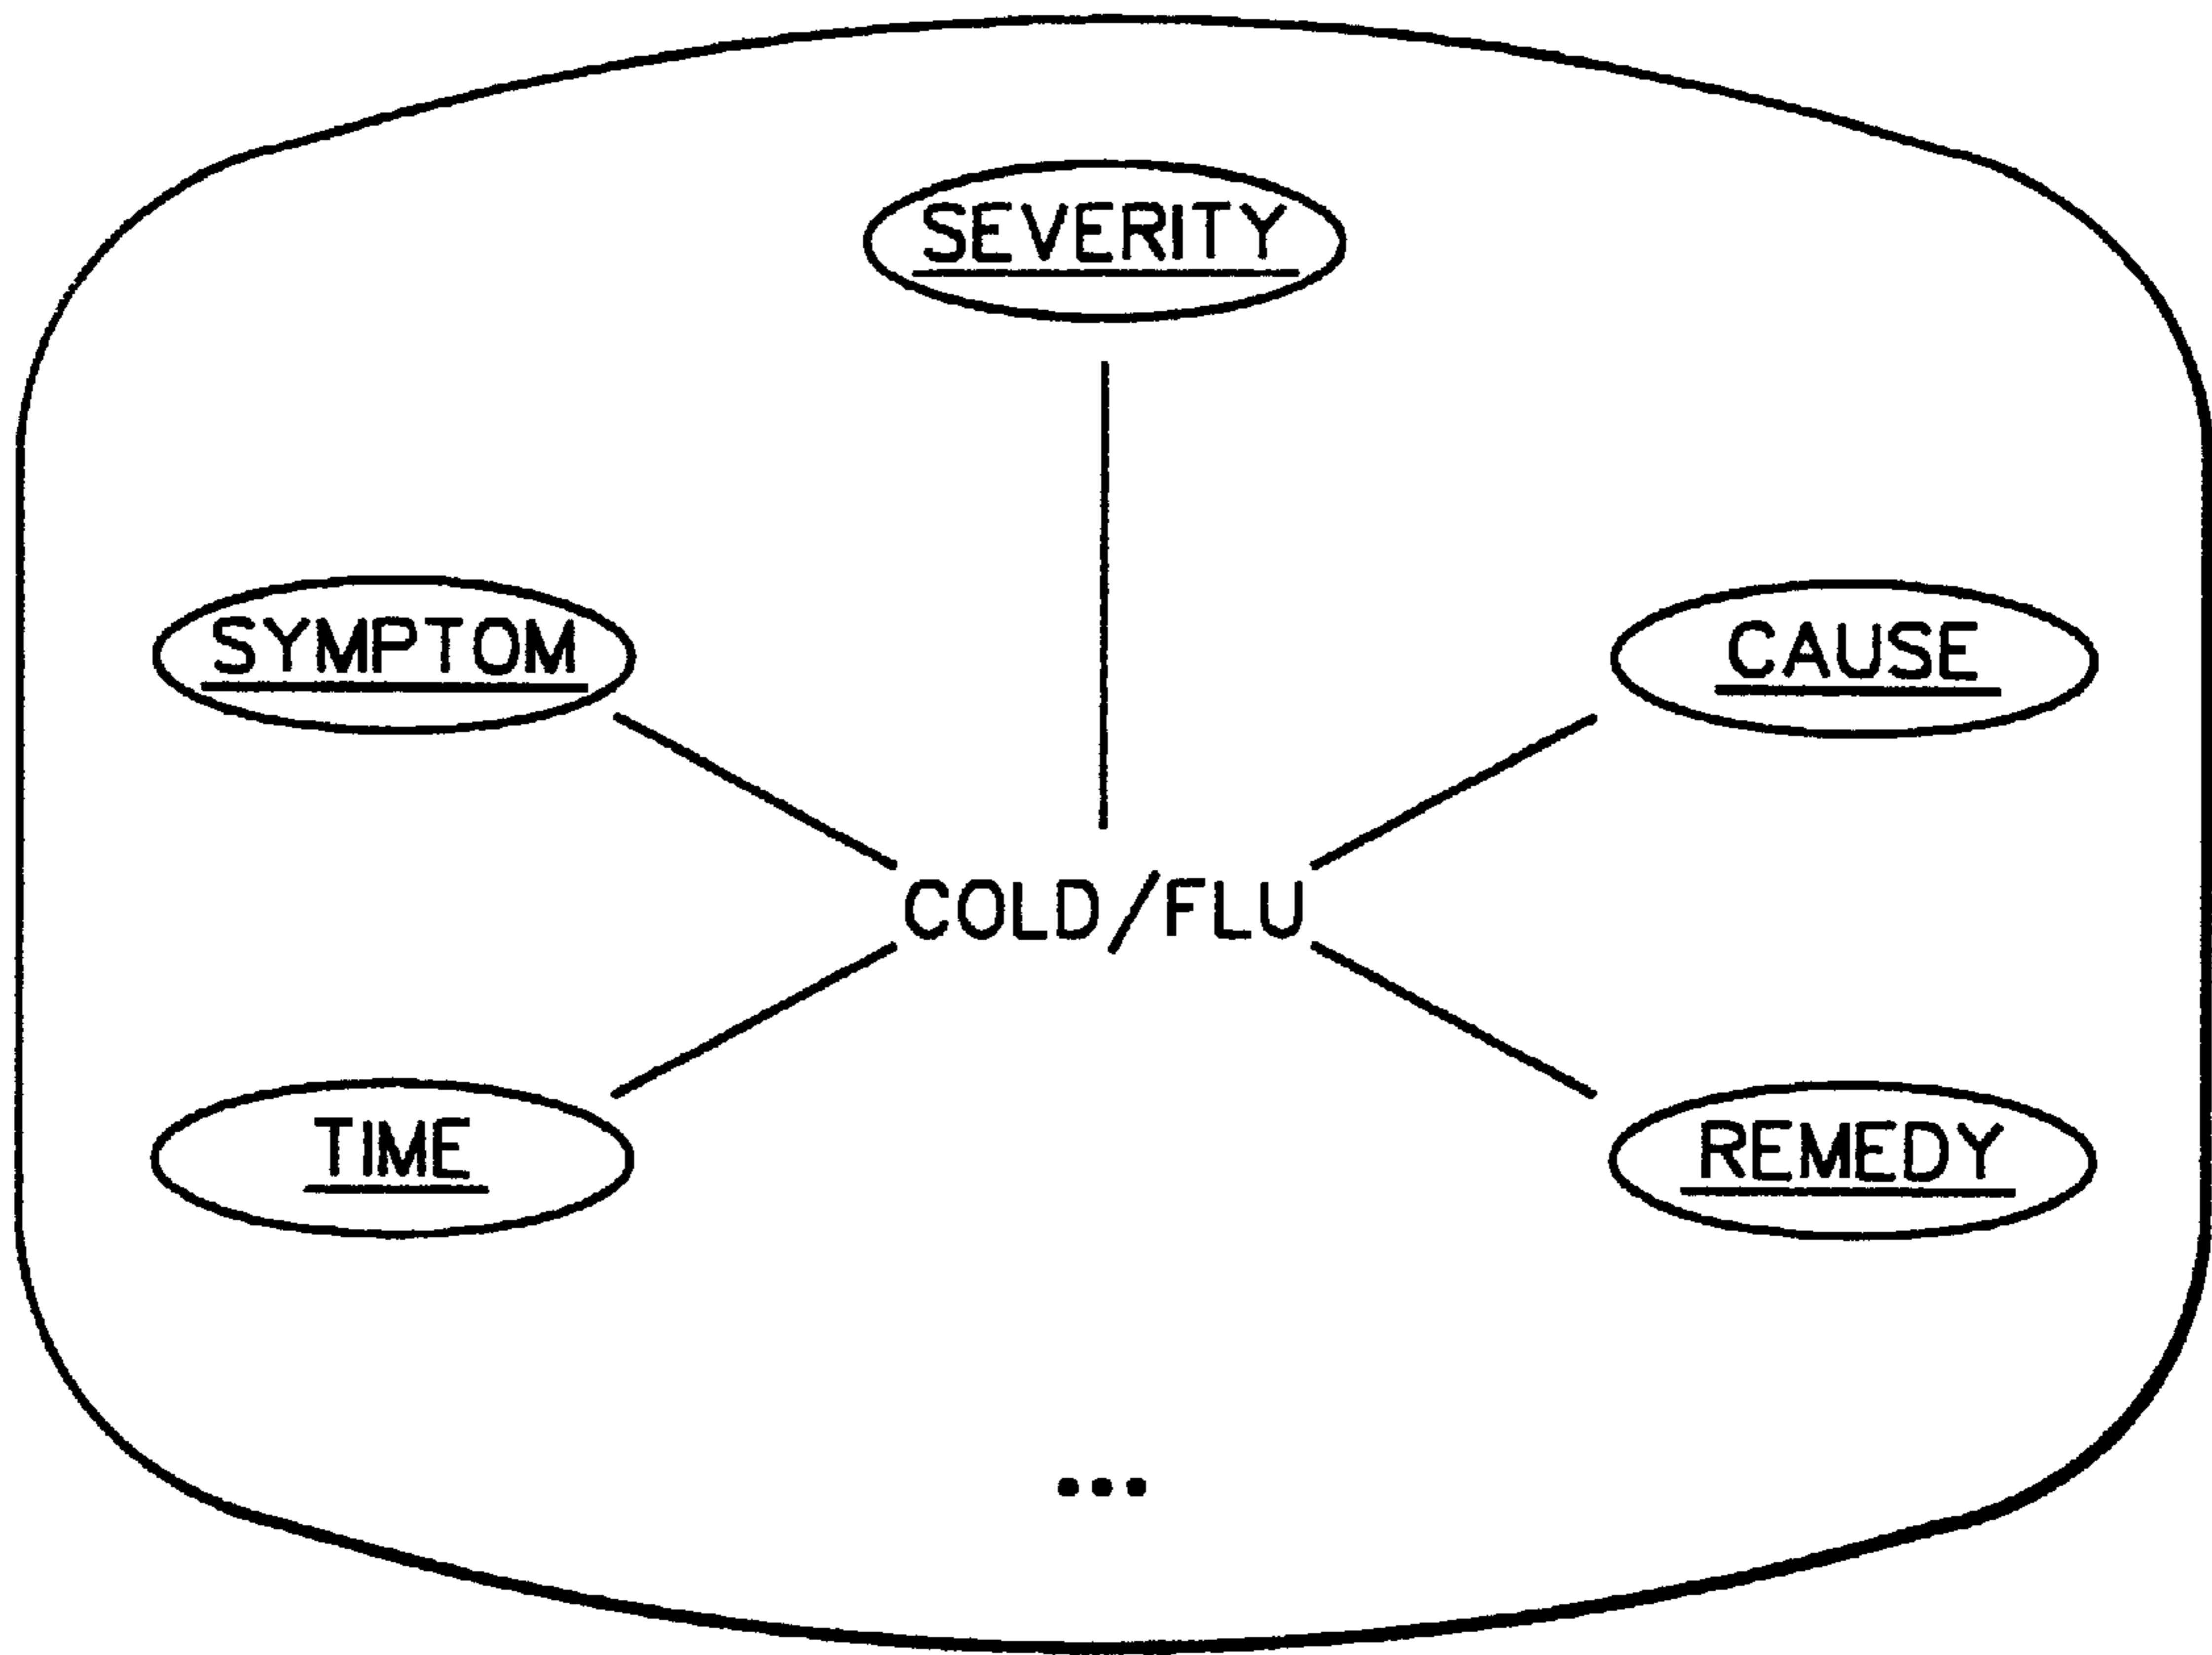 SEVERITY
SYMPTOM
CAUSE
COLD/FLU
TIME
REMEDY
...